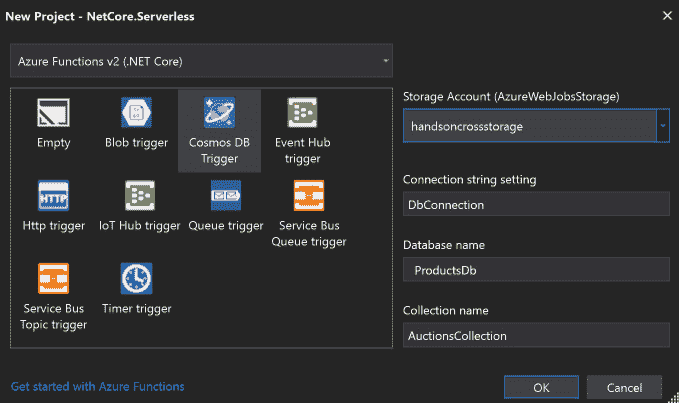 New Project - NetCore.Serverless
Azure Functions v2 (.NET Core)
Empty
Blob trigger
Cosmos DB
Trigger
Event Hub
trigger
HTTP
Http trigger
IoT Hub trigger
Queue trigger
Service Bus
Queue trigger
Service Bus
Topic trigger
Timer trigger
Storage Account (AzureWebJobsStorage)
handsoncrossstorage
Connection string setting
DbConnection
Database name
ProductsDb
Collection name
AuctionsCollection
Get started with Azure Functions
OK
Cancel